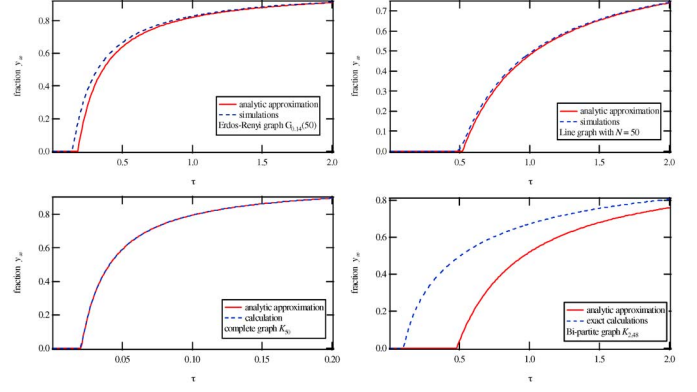 0.8
0.6
0.4
0.2
0.0
fraction y∞
0.5
1.0
1.5
2.0
τ
analytic approximation
simulations
Erdos-Renyi graph G0.14(50)
0.7
0.6
0.5
0.4
0.3
0.2
0.1
0.0
fraction y∞
0.5
1.0
1.5
2.0
τ
analytic approximation
simulations
Line graph with N = 50
0.8
0.6
0.4
0.2
0.0
fraction y∞
0.05
0.10
0.15
0.20
τ
analytic approximation
calculation
complete graph K50
0.8
0.6
0.4
0.2
0.0
fraction y∞
0.5
1.0
1.5
2.0
τ
analytic approximation
exact calculations
Bi-partite graph K2,48